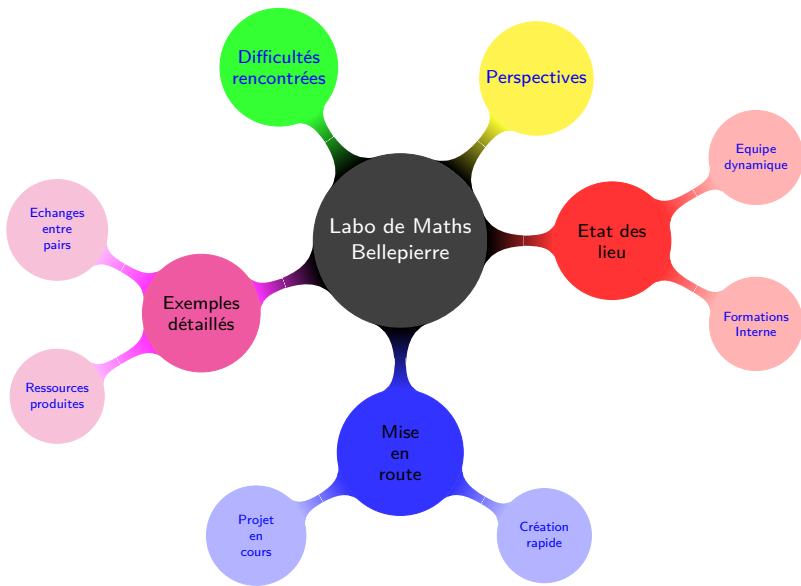 Difficultés
rencontrées
Perspectives
Equipe
dynamique
Labo de Maths
Bellepierre
Etat des
lieu
Echanges
entre
pairs
Exemples
détaillés
Formations
Interne
Ressources
produites
Mise
en
route
Projet
en
cours
Création
rapide